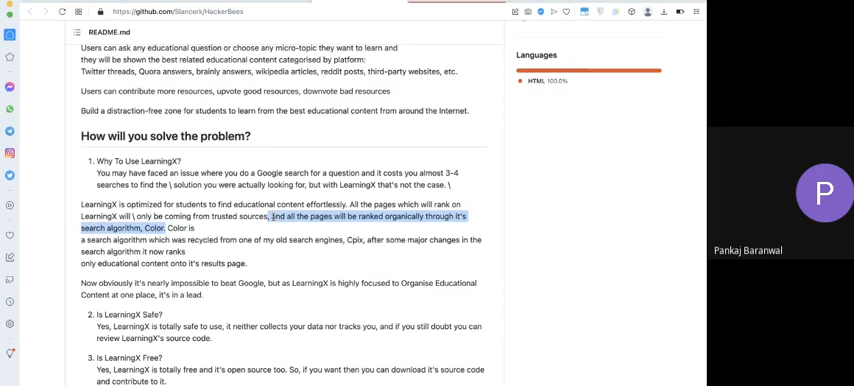 https://github.com/Slancerk/HackerBees
README.md
Users can ask any educational question or choose any micro-topic they want to learn and
they will be shown the best related educational content categorised by platform:
Twitter threads, Quora answers, brainly answers, wikipedia articles, reddit posts, third-party websites, etc.
Users can contribute more resources, upvote good resources, downvote bad resources
Build a distraction-free zone for students to learn from the best educational content from around the Internet.
How will you solve the problem?
1. Why To Use LearningX?
You may have faced an issue where you do a Google search for a question and it costs you almost 3-4
searches to find the \ solution you were actually looking for, but with LearningX that's not the case. \
LearningX is optimized for students to find educational content effortlessly. All the pages which will rank on
LearningX will \ only be coming from trusted sources, and all the pages will be ranked organically through it's
search algorithm, Color. Color is
a search algorithm which was recycled from one of my old search engines, Cpix, after some major changes in the
search algorithm it now ranks
only educational content onto it's results page.
Now obviously it's nearly impossible to beat Google, but as LearningX is highly focused to Organise Educational
Content at one place, it's in a lead.
2. Is LearningX Safe?
Yes, LearningX is totally safe to use, it neither collects your data nor tracks you, and if you still doubt you can
review LearningX's source code.
3. Is LearningX Free?
Yes, LearningX is totally free and it's open source too. So, if you want then you can download it's source code
and contribute to it.
Languages
HTML 100.0%
P
Pankaj Baranwal